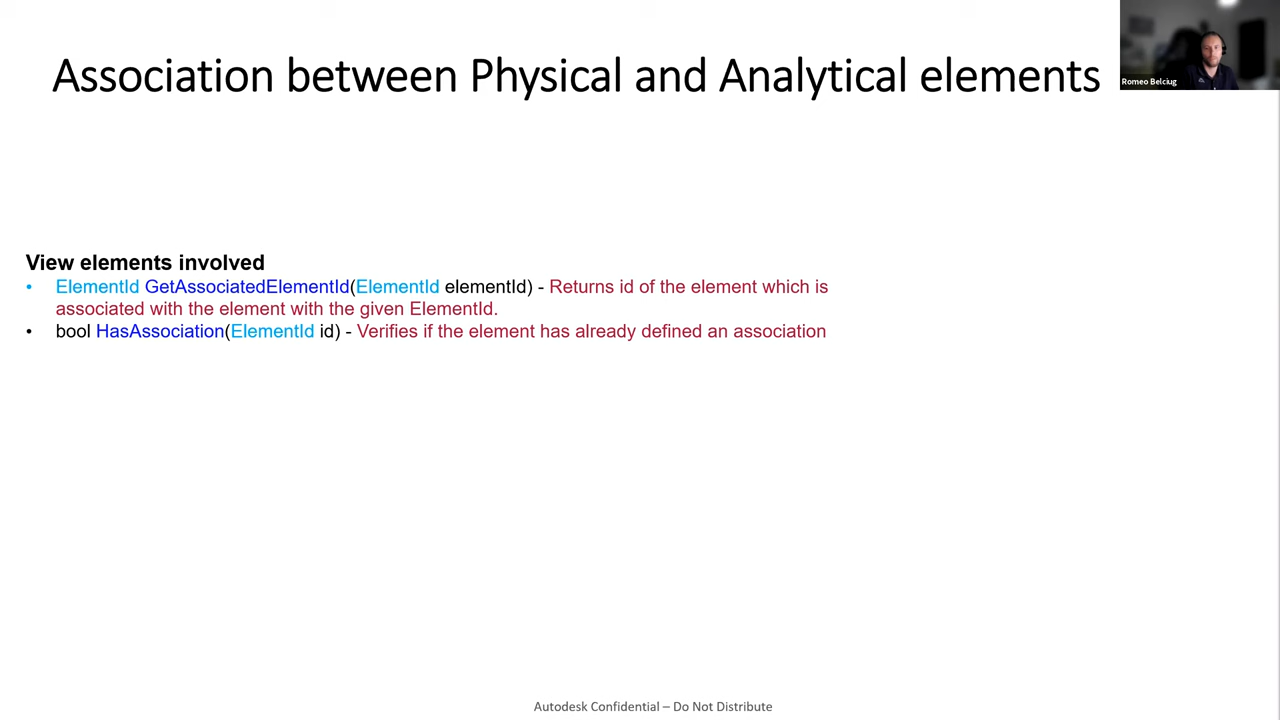 Association between Physical and Analytical elements
Romeo Belciug
View elements involved
• ElementId GetAssociatedElementId(ElementId elementId) - Returns id of the element which is
associated with the element with the given ElementId.
• bool HasAssociation(ElementId id) - Verifies if the element has already defined an association
Autodesk Confidential – Do Not Distribute